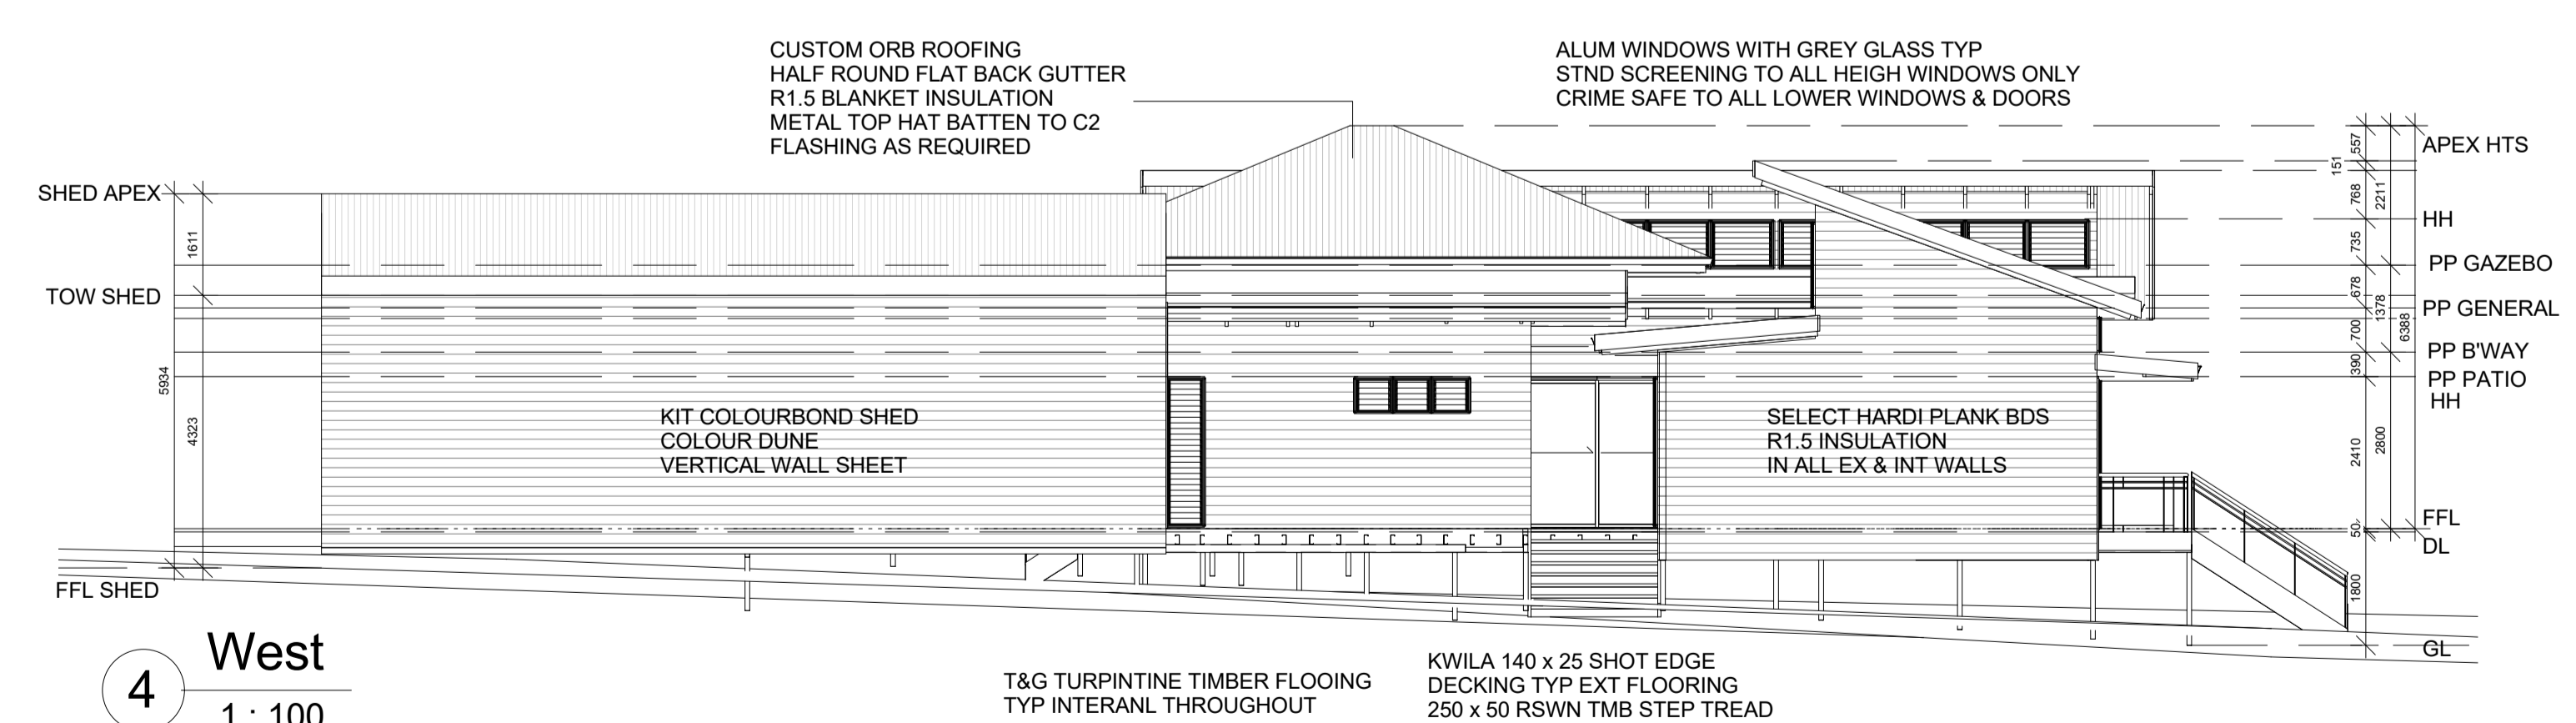 CUSTOM ORB ROOFING
HALF ROUND FLAT BACK GUTTER
R1.5 BLANKET INSULATION
METAL TOP HAT BATTEN TO C2
FLASHING AS REQUIRED
ALUM WINDOWS WITH GREY GLASS TYP
STND SCREENING TO ALL HEIGH WINDOWS ONLY
CRIME SAFE TO ALL LOWER WINDOWS & DOORS
SHED APEX
1611
TOW SHED
5934
4323
FFL SHED
KIT COLOURBOND SHED
COLOUR DUNE
VERTICAL WALL SHEET
SELECT HARDI PLANK BDS
R1.5 INSULATION
IN ALL EX & INT WALLS
557
151
768
2211
735
678
1378
700
6388
390
2410
2800
50
1800
APEX HTS
HH
PP GAZEBO
PP GENERAL
PP B'WAY
PP PATIO
HH
FFL
DL
GL
4
West
1 : 100
T&G TURPINTINE TIMBER FLOOING
TYP INTERANL THROUGHOUT
KWILA 140 x 25 SHOT EDGE
DECKING TYP EXT FLOORING
250 x 50 RSWN TMB STEP TREAD